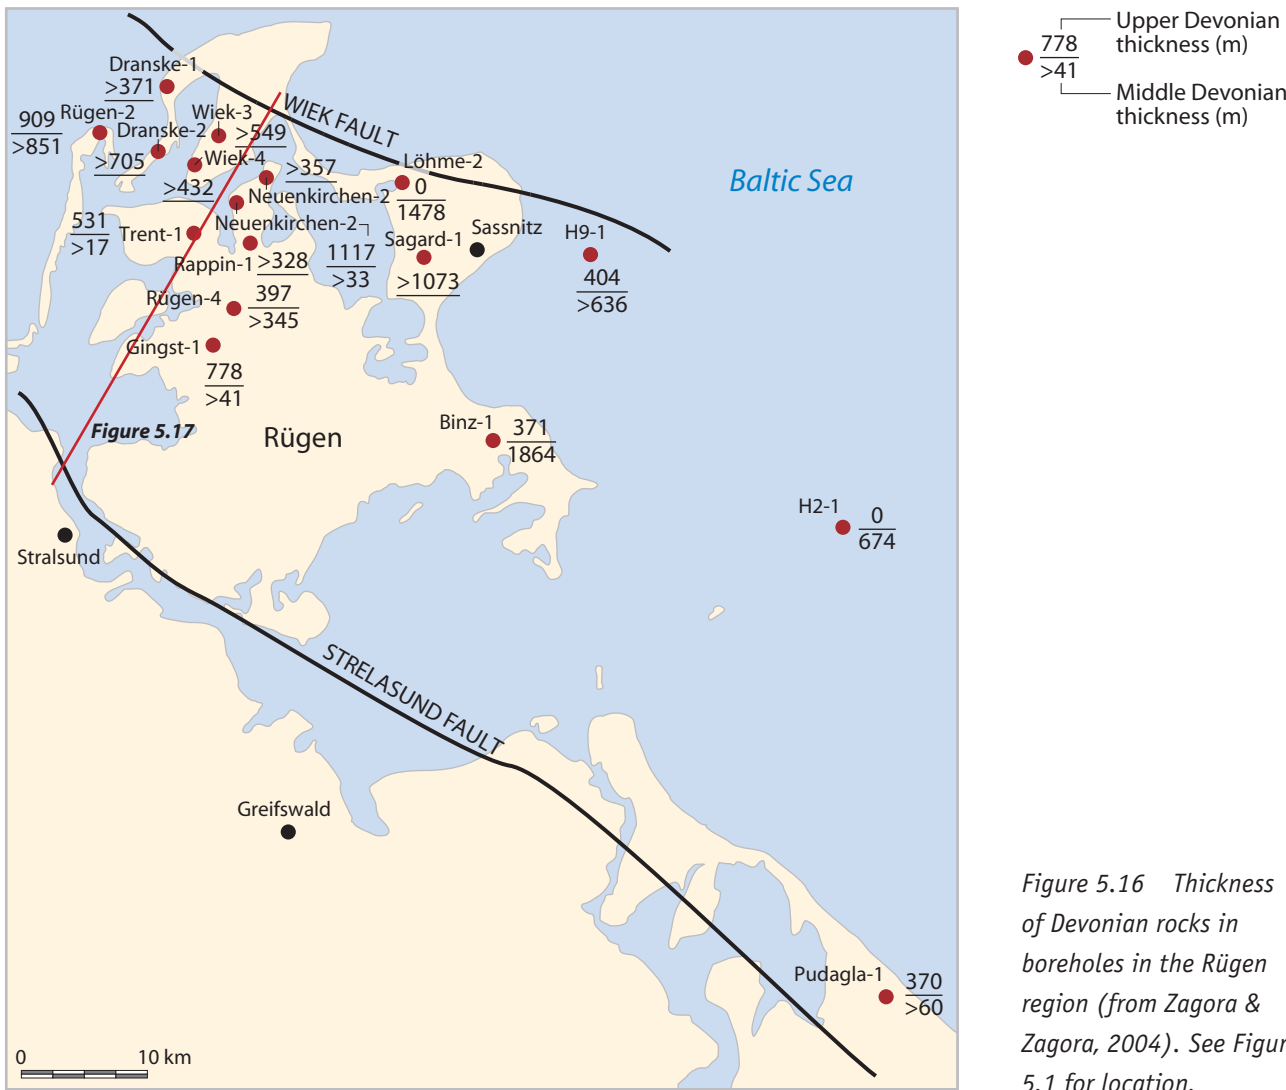 Upper Devonian
thickness (m)
778
>41
Middle Devonian
thickness (m)
Dranske-1
>371
909
>851
Rügen-2
Dranske-2
>705
Wiek-3
>549
Wiek-4
>432
WIEK FAULT
>357
Neuenkirchen-2
Neuenkirchen-2
1117
>33
531
>17
Trent-1
Rappin-1
>328
Löhme-2
0
1478
Sagard-1
>1073
Sassnitz
H9-1
404
>636
Baltic Sea
Rügen-4
397
>345
Gingst-1
778
>41
Figure 5.17
Rügen
Binz-1
371
1864
H2-1
0
674
Stralsund
STRELASUND FAULT
Greifswald
Pudagla-1
370
>60
0
10 km
Figure 5.16 Thickness
of Devonian rocks in
boreholes in the Rügen
region (from Zagora &
Zagora, 2004). See Figur
5.1 for location.